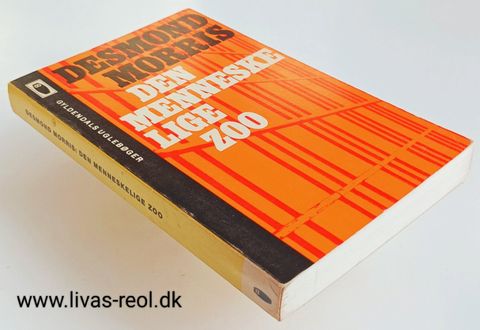 DESMOND
MORRIS
DEN
MENNESKE
LIGE
ZOO
GYLDENDALS UGLEBØGER
DESMOND MORRIS: DEN MENNESKELIGE ZOO
www.livas-reol.dk